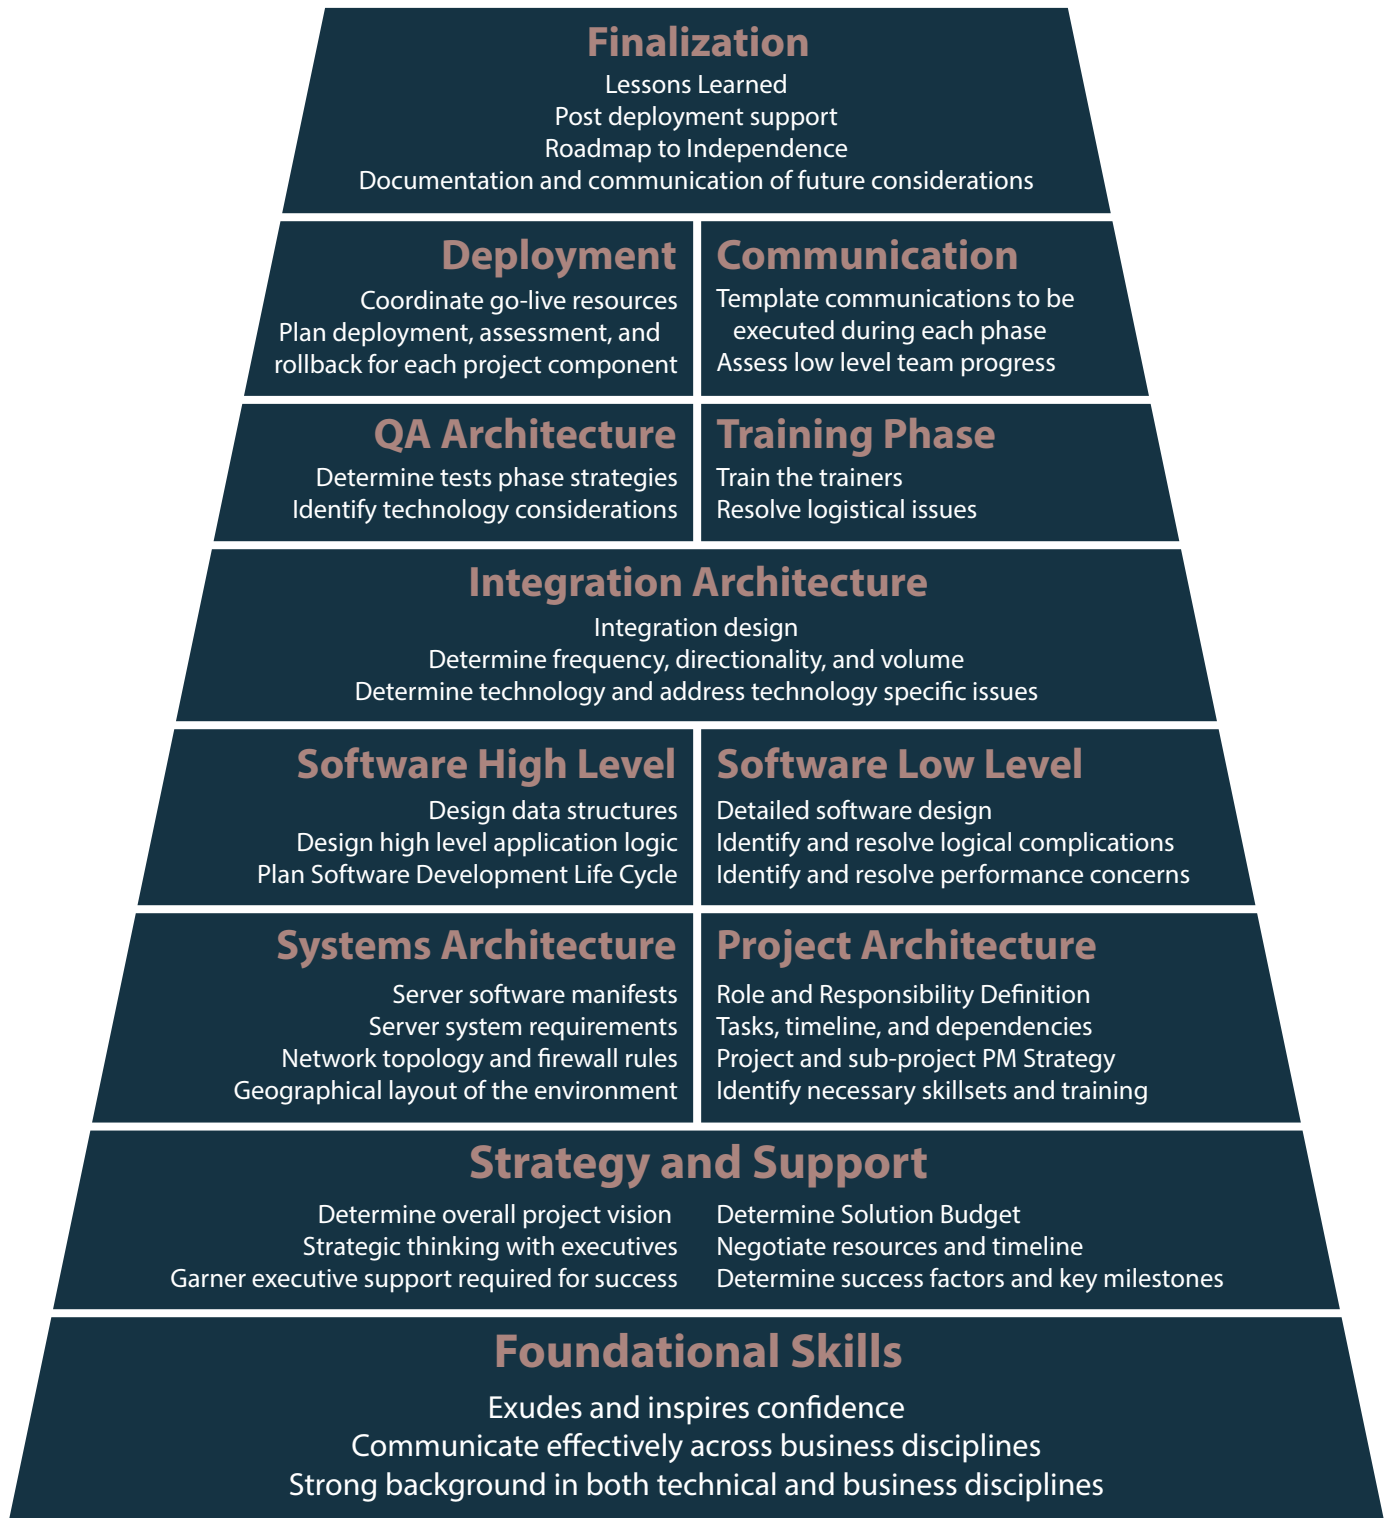 Finalization
Lessons Learned
Post deployment support
Roadmap to Independence
Documentation and communication of future considerations
Deployment
Coordinate go-live resources
Plan deployment, assessment, and
rollback for each project component
Communication
Template communications to be
executed during each phase
Assess low level team progress
QA Architecture
Determine tests phase strategies
Identify technology considerations
Training Phase
Train the trainers
Resolve logistical issues
Integration Architecture
Integration design
Determine frequency, directionality, and volume
Determine technology and address technology specific issues
Software High Level
Design data structures
Design high level application logic
Plan Software Development Life Cycle
Software Low Level
Detailed software design
Identify and resolve logical complications
Identify and resolve performance concerns
Systems Architecture
Server software manifests
Server system requirements
Network topology and firewall rules
Geographical layout of the environment
Project Architecture
Role and Responsibility Definition
Tasks, timeline, and dependencies
Project and sub-project PM Strategy
Identify necessary skillsets and training
Strategy and Support
Determine overall project vision
Strategic thinking with executives
Garner executive support required for success
Determine Solution Budget
Negotiate resources and timeline
Determine success factors and key milestones
Foundational Skills
Exudes and inspires confidence
Communicate effectively across business disciplines
Strong background in both technical and business disciplines